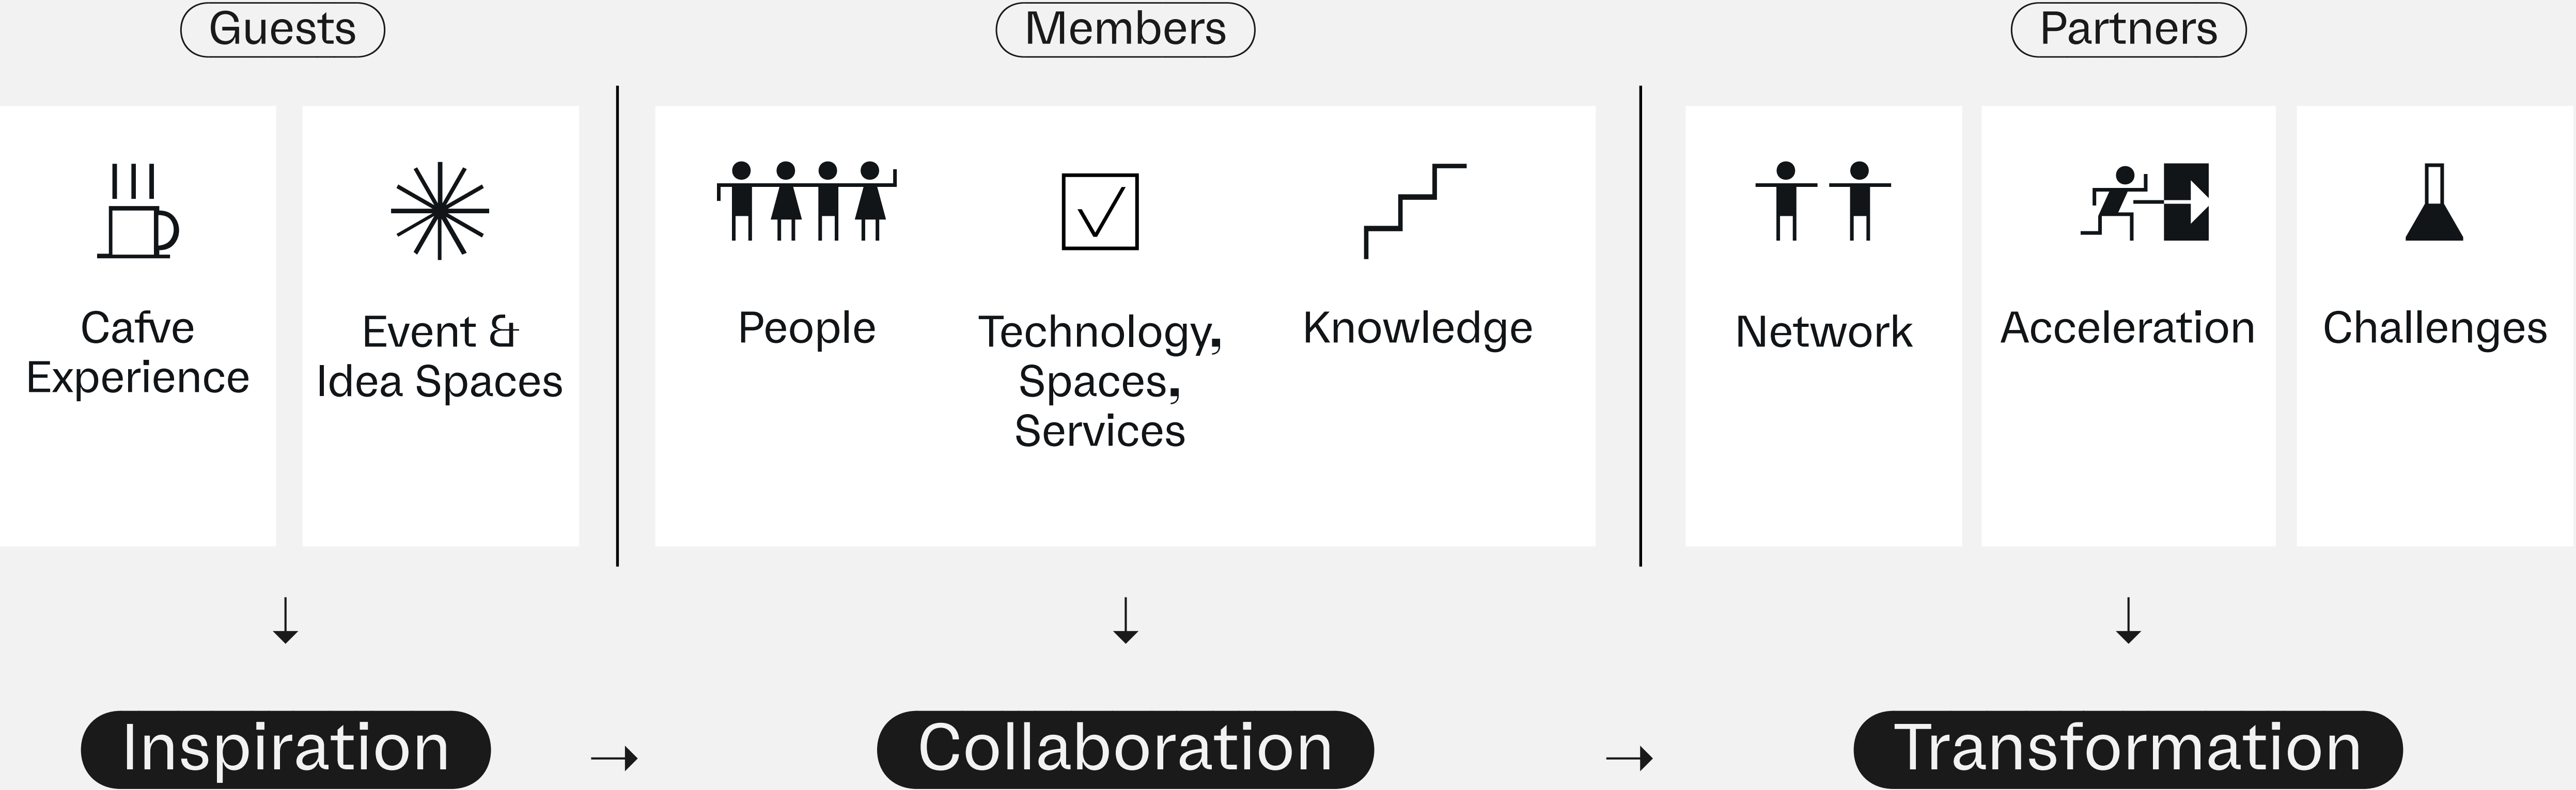 Guests
Members
Partners
Cafve
Experience
Event &
Idea Spaces
People
Technology,
Spaces,
Services
Knowledge
Network
Acceleration
Challenges
Inspiration
Collaboration
Transformation